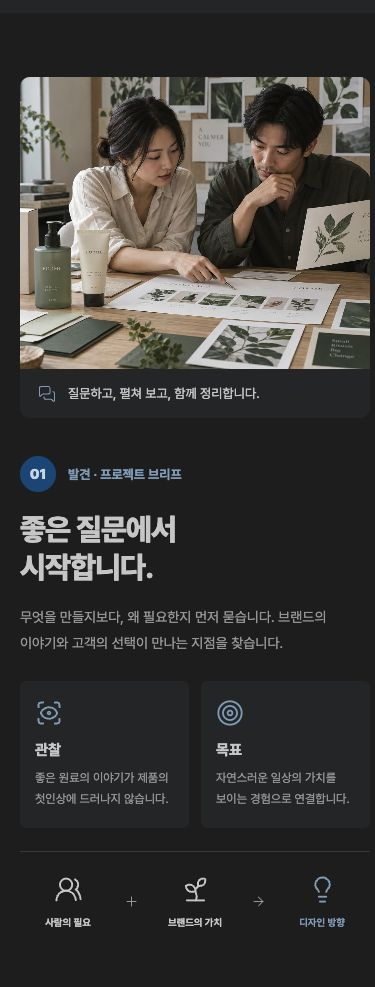 A
CALMER
YOU
Small
Rituals
Big
Change
질문하고, 펼쳐 보고, 함께 정리합니다.
01 발견 · 프로젝트 브리프
좋은 질문에서
시작합니다.
무엇을 만들지보다, 왜 필요한지 먼저 묻습니다. 브랜드의
이야기와 고객의 선택이 만나는 지점을 찾습니다.
관찰
좋은 원료의 이야기가 제품의
첫인상에 드러나지 않습니다.
목표
자연스러운 일상의 가치를
보이는 경험으로 연결합니다.
사람의 필요 + 브랜드의 가치 → 디자인 방향